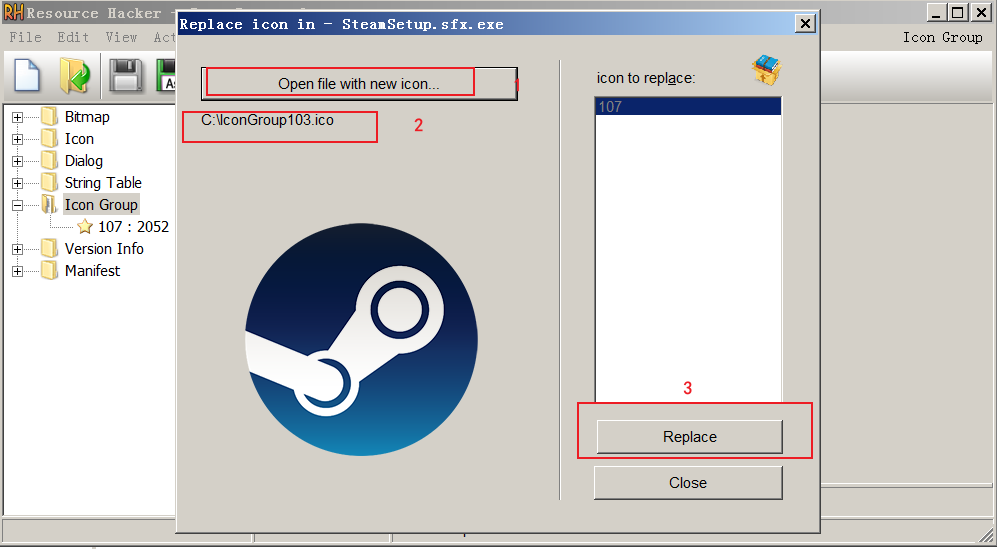 Resource Hacker -
File Edit View Act
Icon Group
Replace icon in - SteamSetup.sfx.exe
Open file with new icon...
1
C:\IconGroup103.ico
2
icon to replace:
107
Bitmap
Icon
Dialog
String Table
Icon Group
107 : 2052
Version Info
Manifest
3
Replace
Close